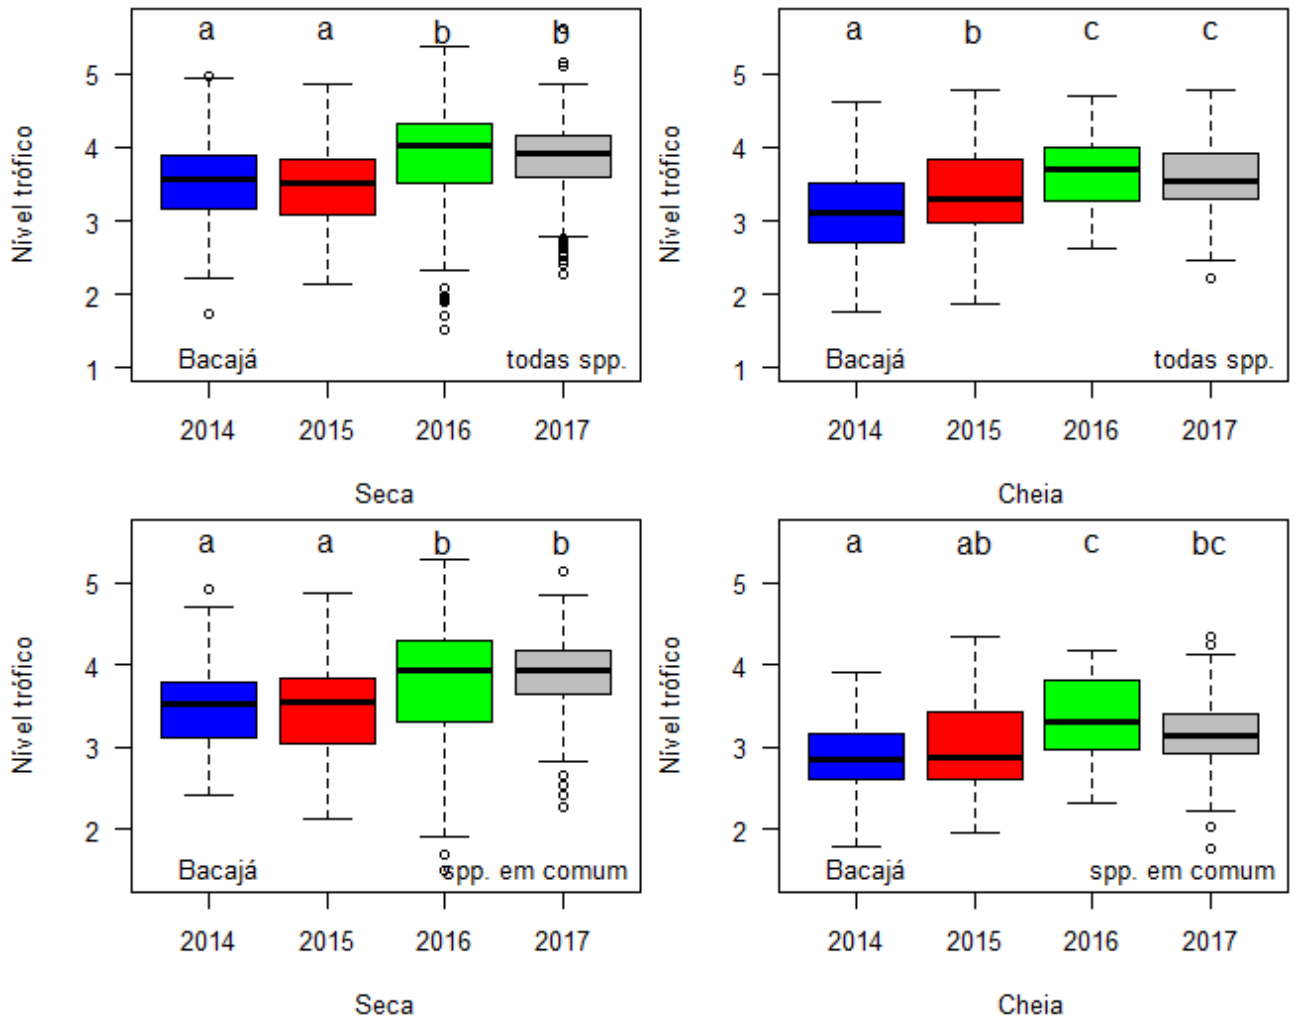 a a b b
Nível trófico
5
4
3
2
1
Bacajá todas spp.
2014 2015 2016 2017
Seca
a b c c
Nível trófico
5
4
3
2
1
Bacajá todas spp.
2014 2015 2016 2017
Cheia
a a b b
Nível trófico
5
4
3
2
Bacajá spp. em comum
2014 2015 2016 2017
Seca
a ab c bc
Nível trófico
5
4
3
2
Bacajá spp. em comum
2014 2015 2016 2017
Cheia